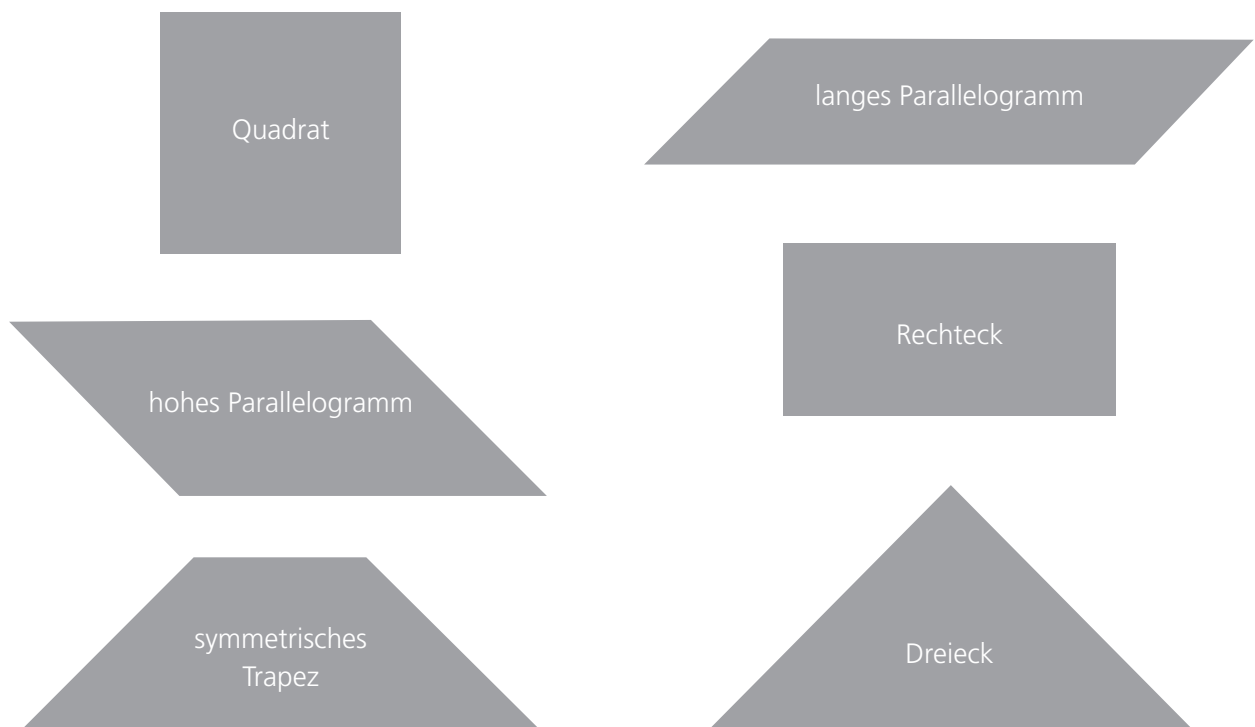 Quadrat
langes Parallelogramm
hohes Parallelogramm
Rechteck
symmetrisches
Trapez
Dreieck